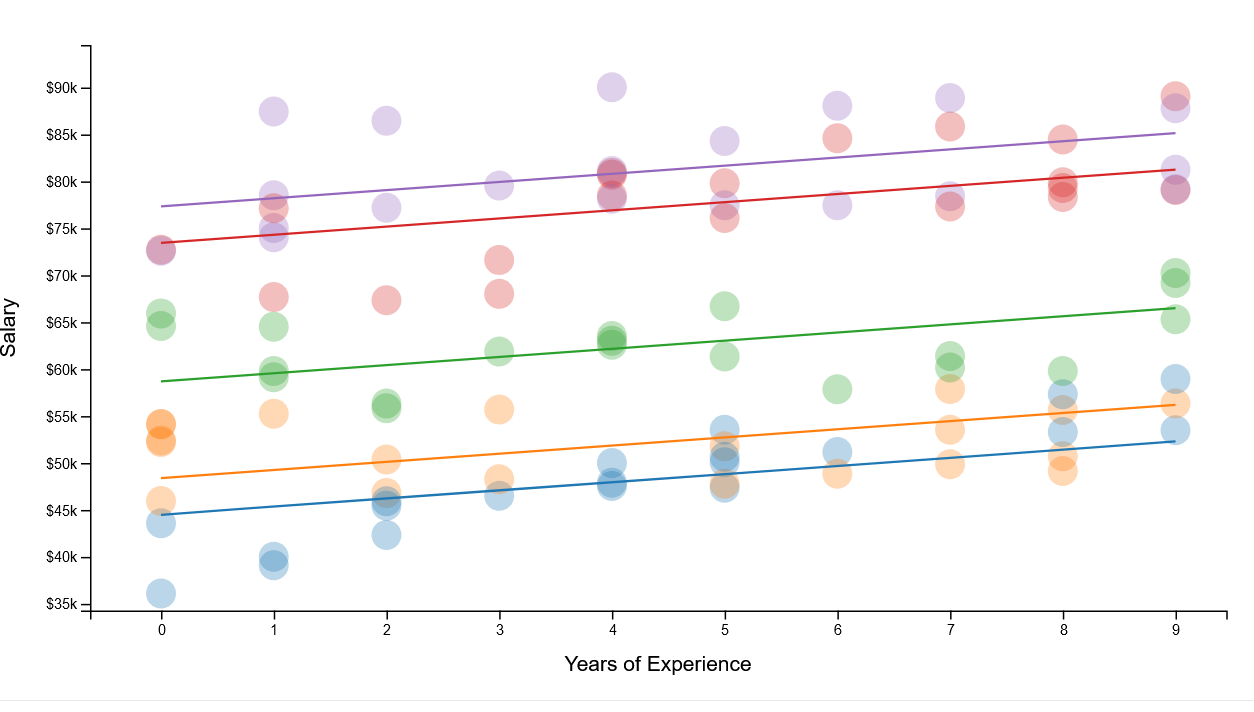 $90k
$85k
$80k
$75k
$70k
$65k
$60k
$55k
$50k
$45k
$40k
$35k
Salary
0 1 2 3 4 5 6 7 8 9
Years of Experience